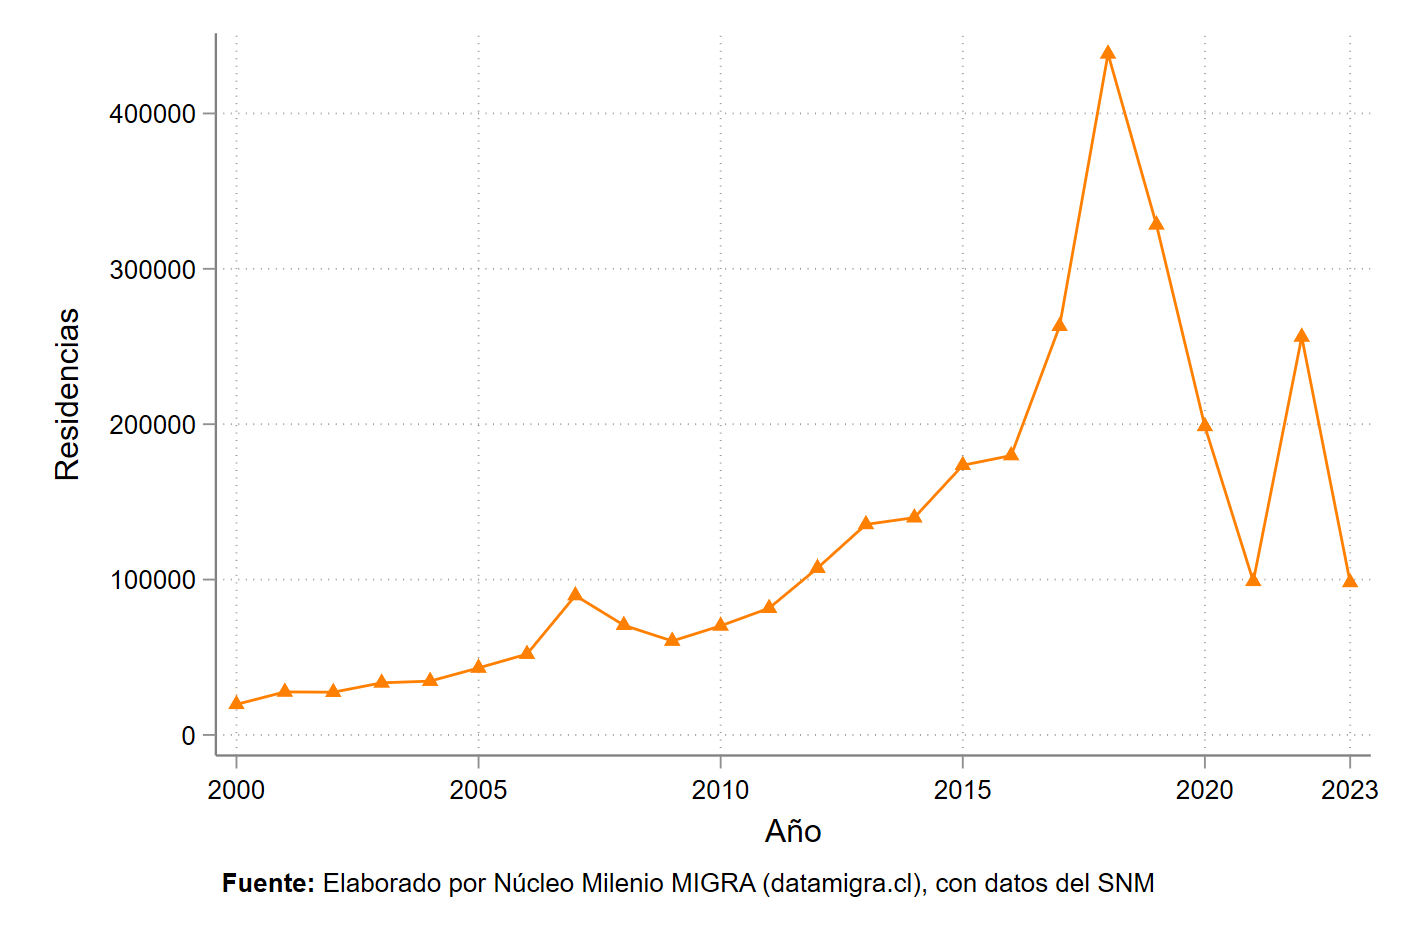 Residencias
400000
300000
200000
100000
0
2000 2005 2010 2015 2020 2023
Año
Fuente: Elaborado por Núcleo Milenio MIGRA (datamigra.cl), con datos del SNM